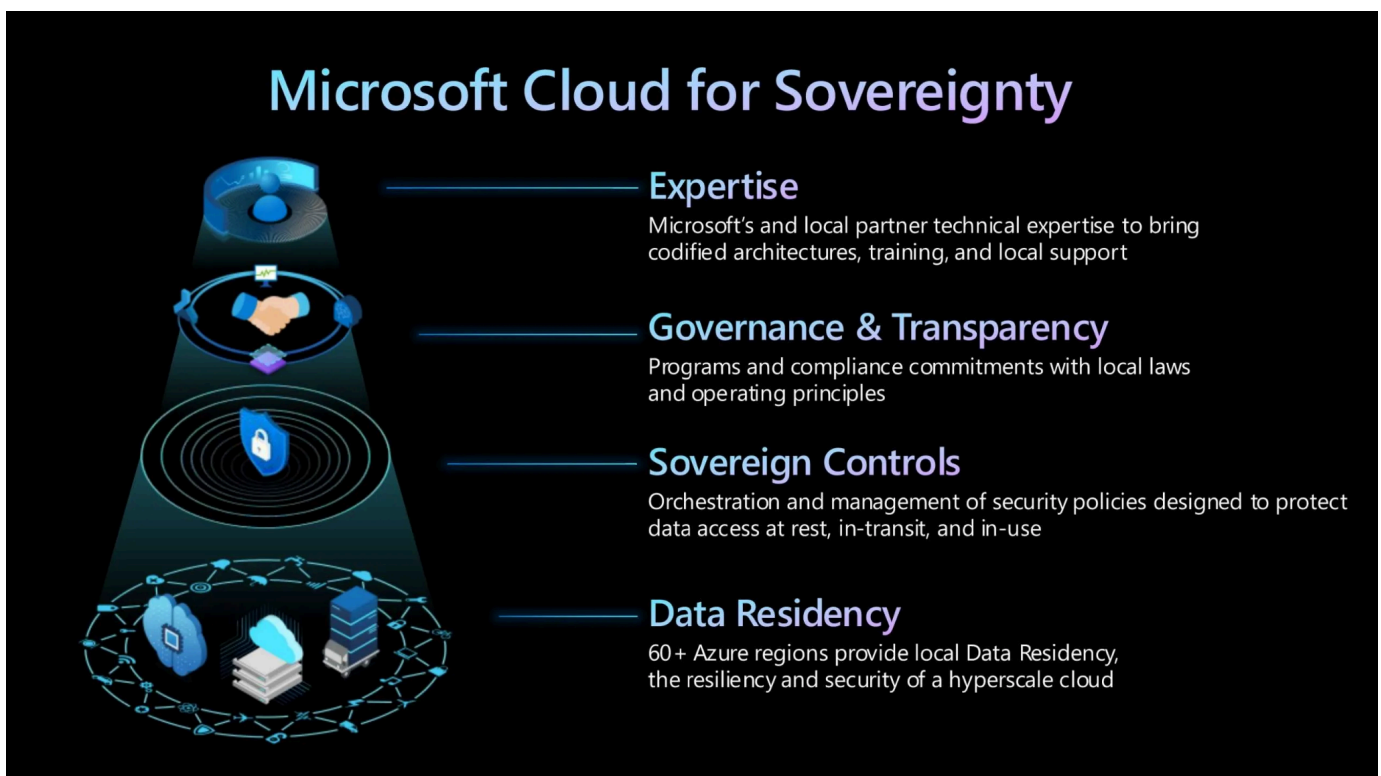 Microsoft Cloud for Sovereignty
Expertise
Microsoft’s and local partner technical expertise to bring
codified architectures, training, and local support
Governance & Transparency
Programs and compliance commitments with local laws
and operating principles
Sovereign Controls
Orchestration and management of security policies designed to protect
data access at rest, in-transit, and in-use
Data Residency
60+ Azure regions provide local Data Residency,
the resiliency and security of a hyperscale cloud